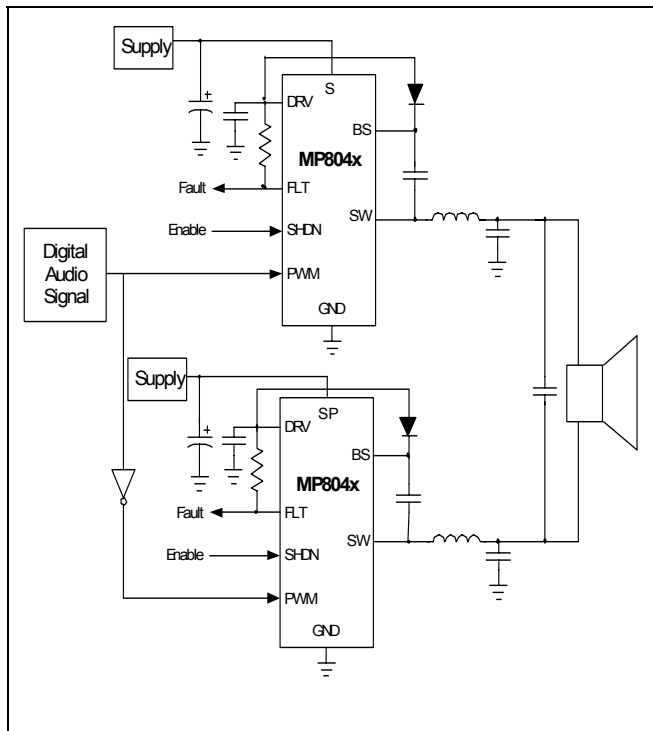 Supply
+
S
DRV
BS
MP804x
Fault
FLT
SW
Enable
SHDN
Digital
Audio
Signal
PWM
GND
Supply
+
SP
DRV
BS
MP804x
Fault
FLT
SW
Enable
SHDN
PWM
GND